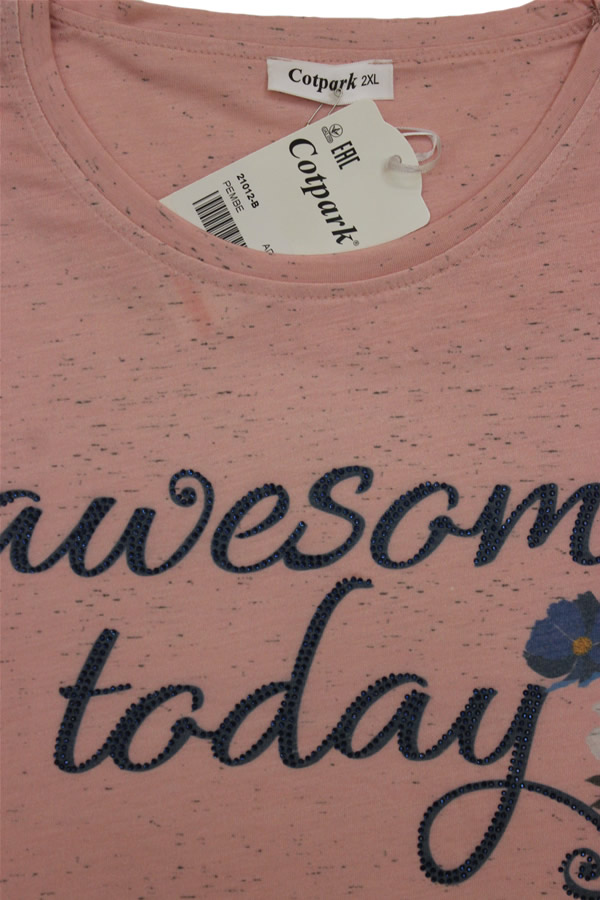 Cotpark 2XL
EAC
Cotpark®
21012-B
PEMBE
awesom
today